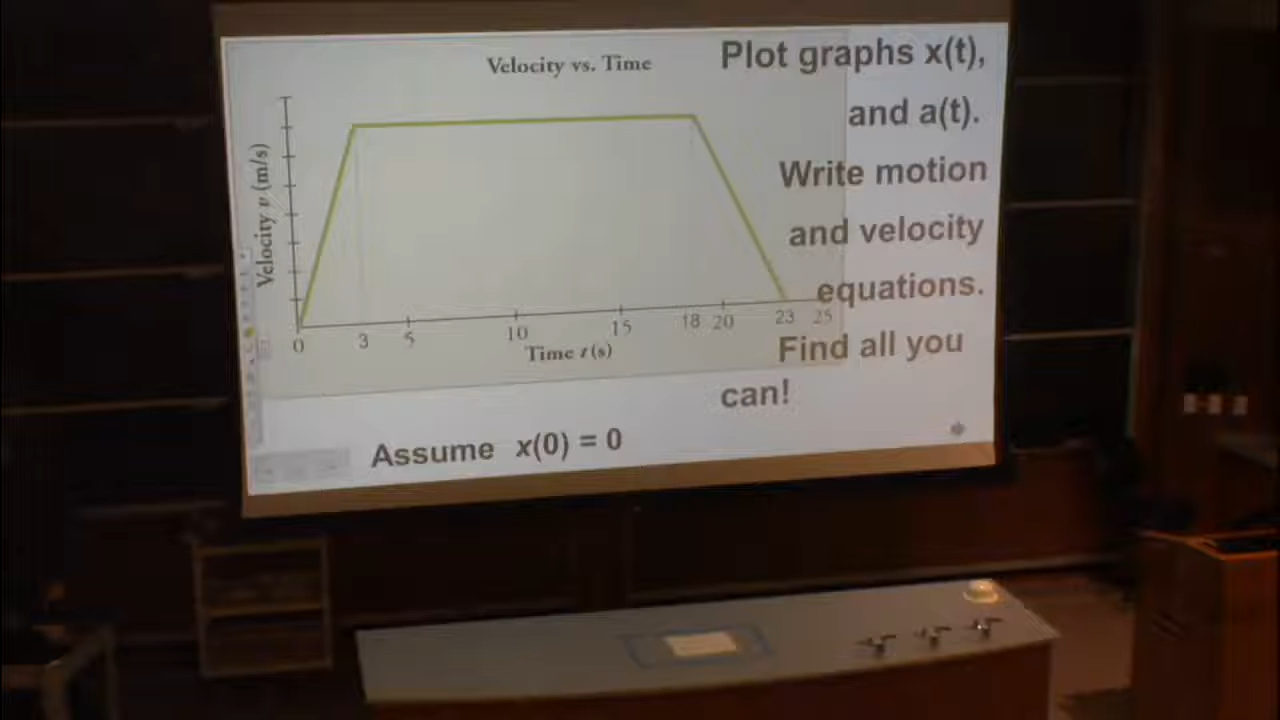 Velocity vs. Time
Velocity v (m/s)
0 3 5 10 15 18 20 23 25
Time t (s)
Plot graphs x(t),
and a(t).
Write motion
and velocity
equations.
Find all you
can!
Assume x(0) = 0